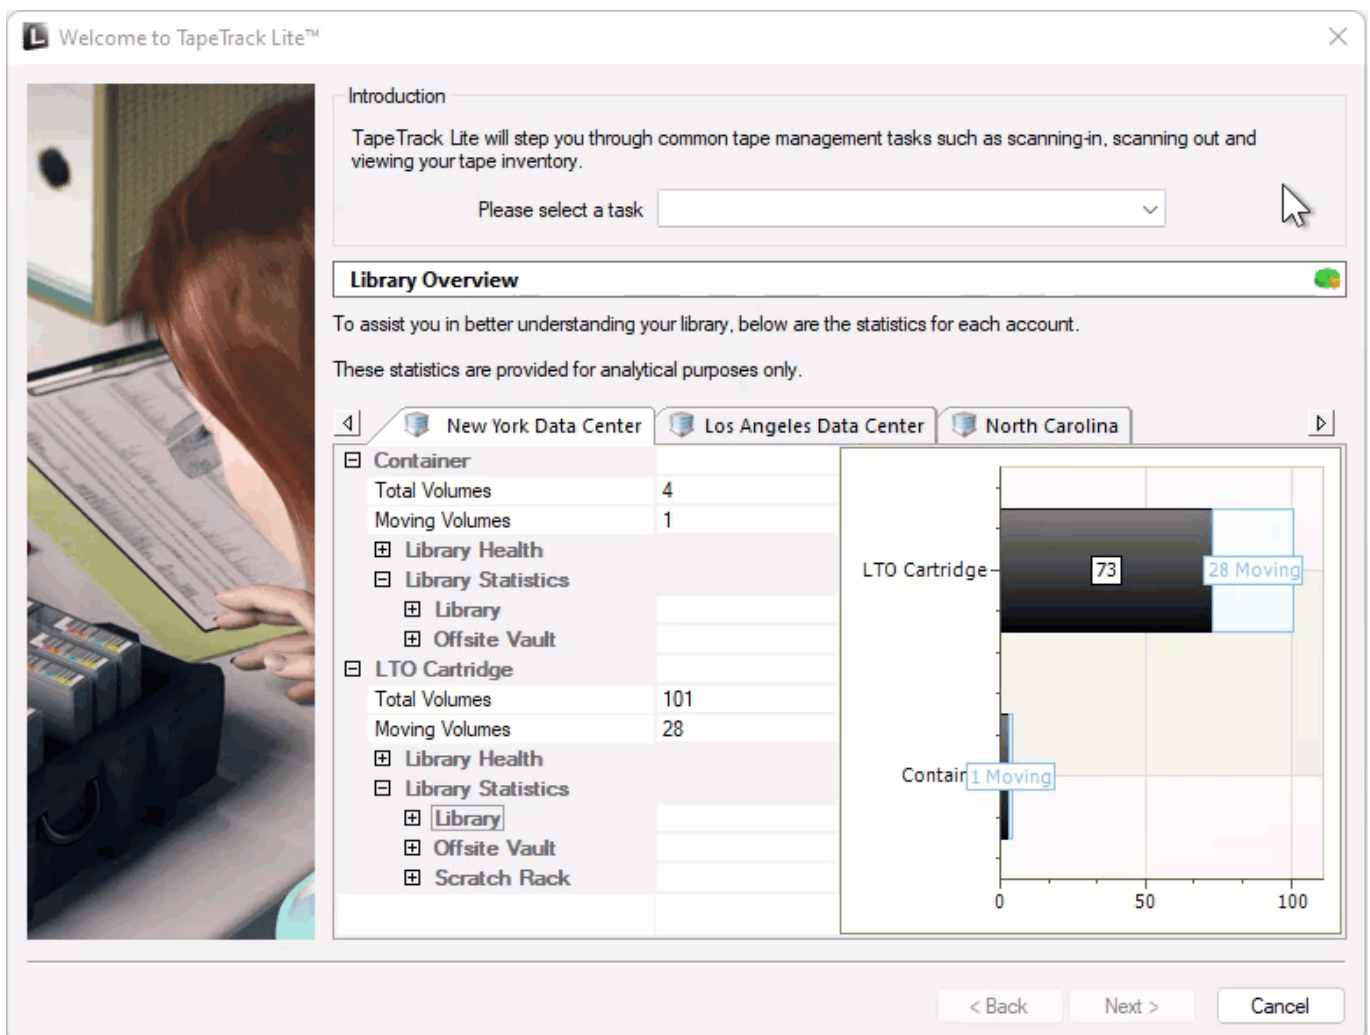 Welcome to TapeTrack Lite™
Introduction
TapeTrack Lite will step you through common tape management tasks such as scanning-in, scanning out and
viewing your tape inventory.
Please select a task
Library Overview
To assist you in better understanding your library, below are the statistics for each account.
These statistics are provided for analytical purposes only.
New York Data Center
Los Angeles Data Center
North Carolina
Container
Total Volumes 4
Moving Volumes 1
Library Health
Library Statistics
Library
Offsite Vault
LTO Cartridge
Total Volumes 101
Moving Volumes 28
Library Health
Library Statistics
Library
Offsite Vault
Scratch Rack
LTO Cartridge 73 28 Moving
Contain 1 Moving
0 50 100
< Back
Next >
Cancel